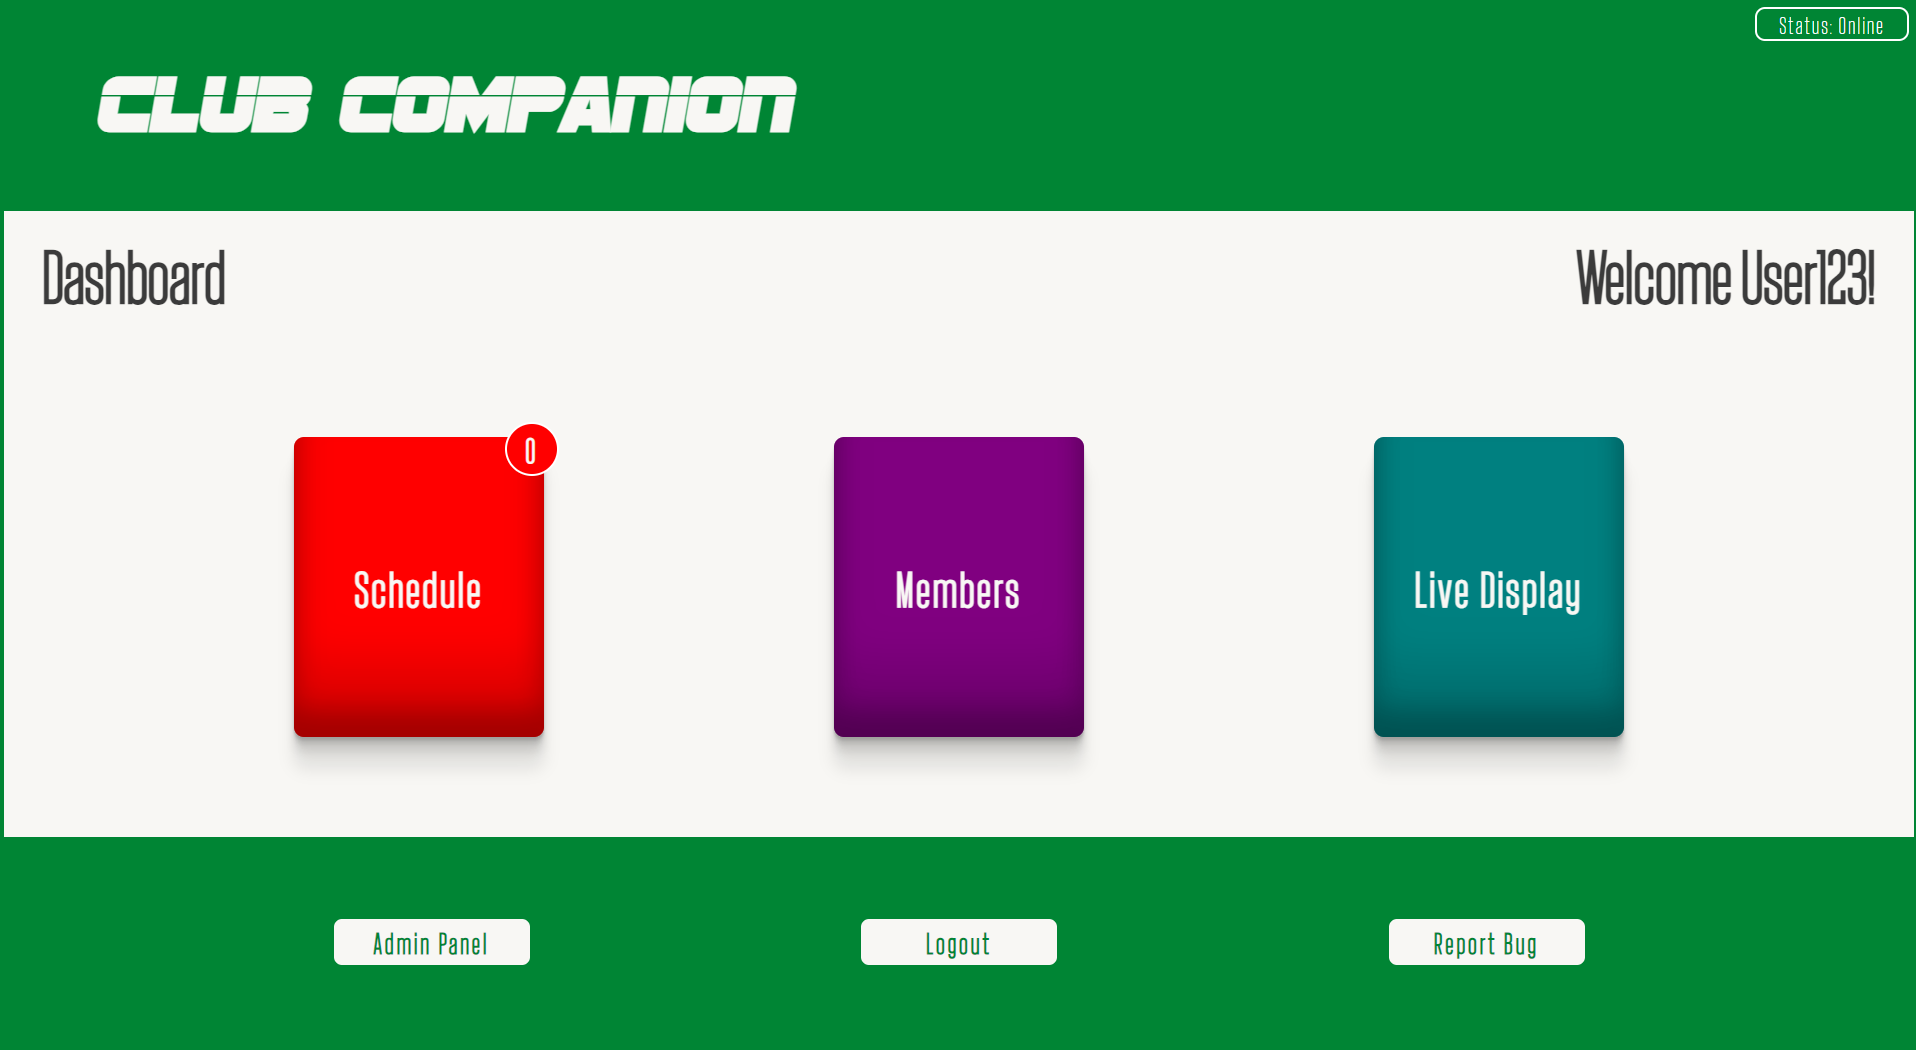 Status: Online
CLUB COMPANION
Dashboard
Welcome User123!
0
Schedule
Members
Live Display
Admin Panel
Logout
Report Bug